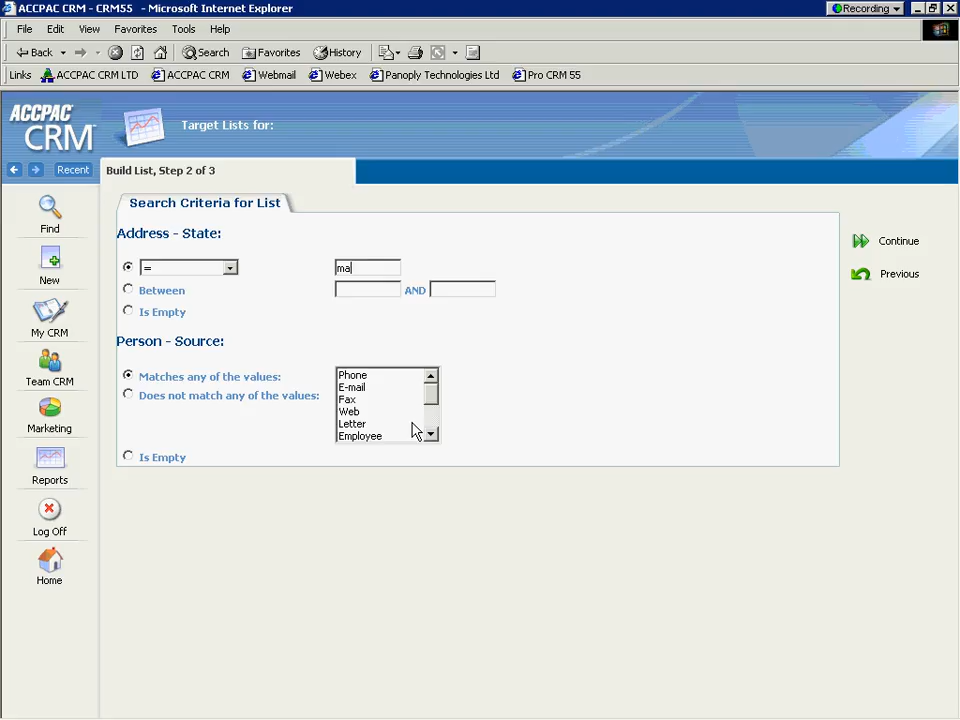 ACCPAC CRM - CRM55 - Microsoft Internet Explorer
Recording
File Edit View Favorites Tools Help
Back Search Favorites History
Links ACCPAC CRM LTD ACCPAC CRM Webmail Webex Panoply Technologies Ltd Pro CRM 55
ACCPAC
CRM
Target Lists for:
Recent
Build List, Step 2 of 3
Find
New
My CRM
Team CRM
Marketing
Reports
Log Off
Home
Search Criteria for List
Address - State:
= ma
Between AND
Is Empty
Person - Source:
Matches any of the values:
Does not match any of the values:
Phone
E-mail
Fax
Web
Letter
Employee
Is Empty
Continue
Previous